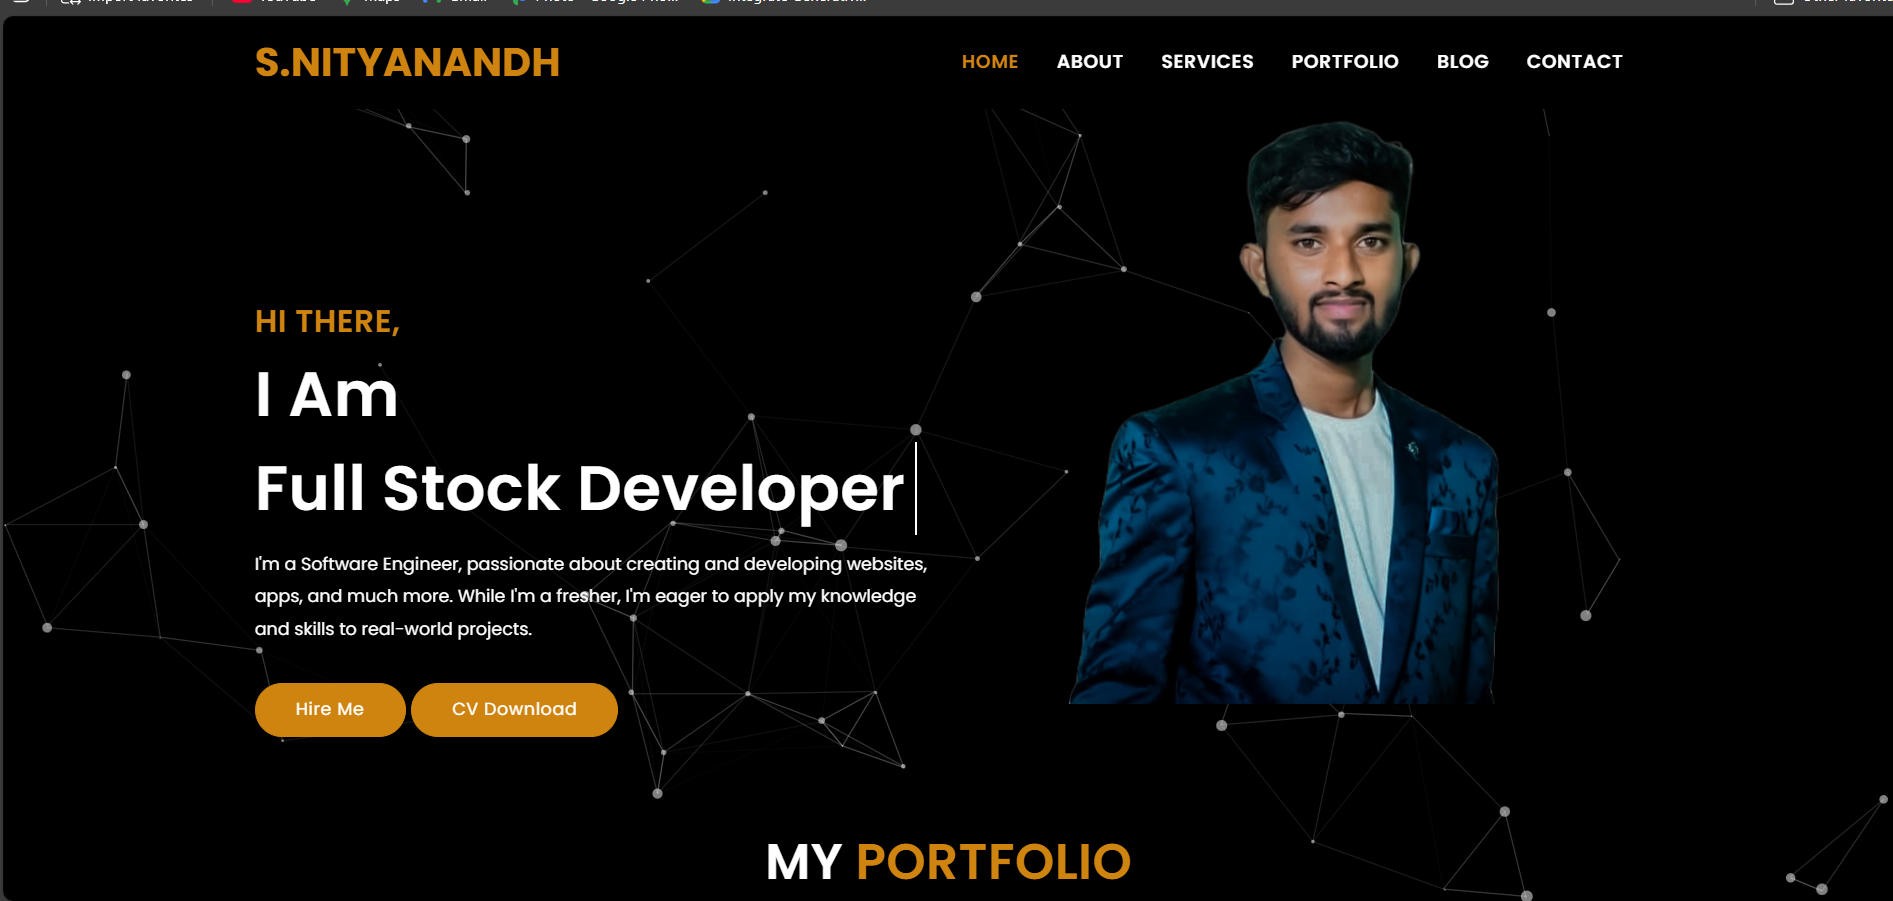 S.NITYANANDH
HOME ABOUT SERVICES PORTFOLIO BLOG CONTACT
HI THERE,
I Am
Full Stock Developer
I'm a Software Engineer, passionate about creating and developing websites,
apps, and much more. While I'm a fresher, I'm eager to apply my knowledge
and skills to real-world projects.
Hire Me CV Download
MY PORTFOLIO